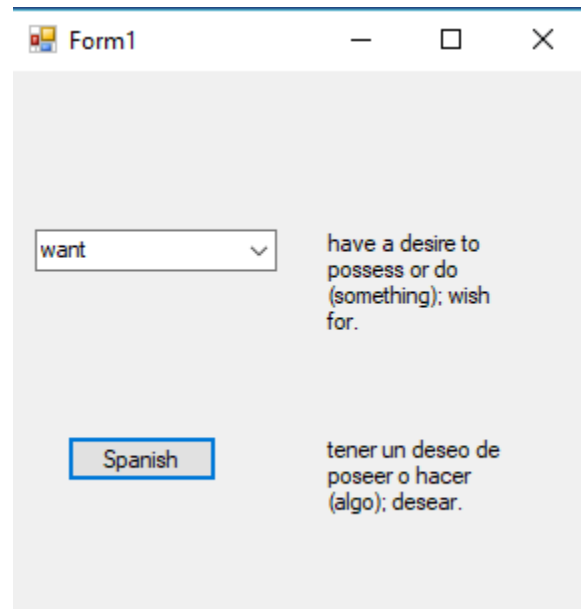 Form1
want
have a desire to
possess or do
(something); wish
for.
Spanish
tener un deseo de
poseer o hacer
(algo); desear.